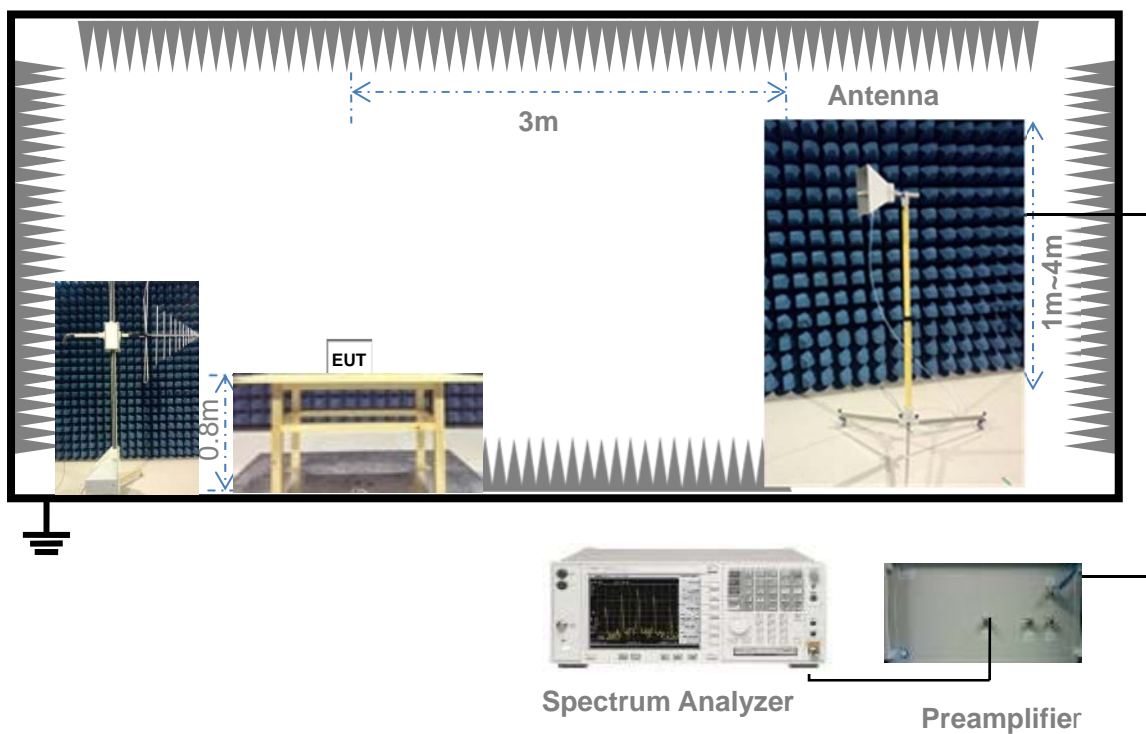 Antenna
3m
1m~4m
EUT
0.8m
Spectrum Analyzer
Preamplifier